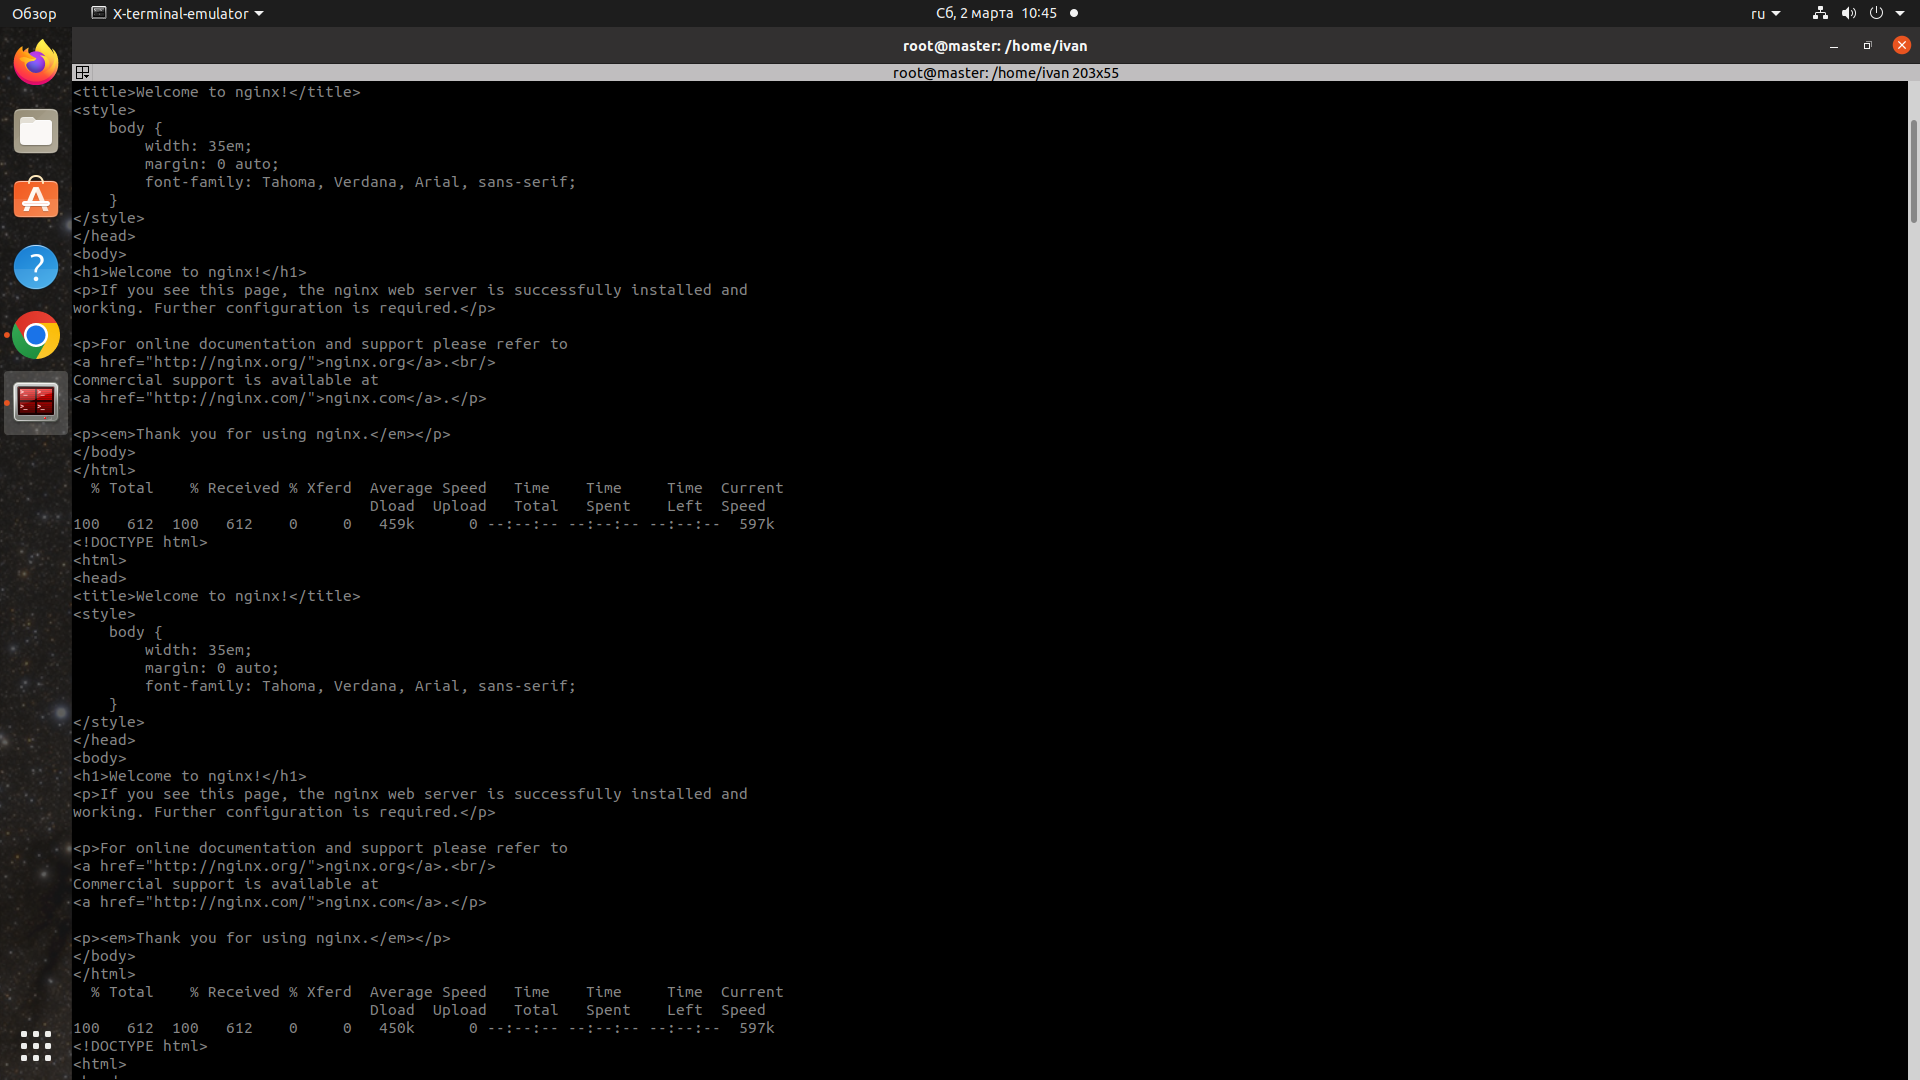 Обзор X-terminal-emulator Сб, 2 марта 10:45 ru
root@master: /home/ivan
root@master: /home/ivan 203x55
<title>Welcome to nginx!</title>
<style>
    body {
        width: 35em;
        margin: 0 auto;
        font-family: Tahoma, Verdana, Arial, sans-serif;
    }
</style>
</head>
<body>
<h1>Welcome to nginx!</h1>
<p>If you see this page, the nginx web server is successfully installed and
working. Further configuration is required.</p>

<p>For online documentation and support please refer to
<a href="http://nginx.org/">nginx.org</a>.<br/>
Commercial support is available at
<a href="http://nginx.com/">nginx.com</a>.</p>

<p><em>Thank you for using nginx.</em></p>
</body>
</html>
  % Total    % Received % Xferd  Average Speed   Time    Time     Time  Current
                                 Dload  Upload   Total   Spent    Left  Speed
100   612  100   612    0     0   459k      0 --:--:-- --:--:-- --:--:--  597k
<!DOCTYPE html>
<html>
<head>
<title>Welcome to nginx!</title>
<style>
    body {
        width: 35em;
        margin: 0 auto;
        font-family: Tahoma, Verdana, Arial, sans-serif;
    }
</style>
</head>
<body>
<h1>Welcome to nginx!</h1>
<p>If you see this page, the nginx web server is successfully installed and
working. Further configuration is required.</p>

<p>For online documentation and support please refer to
<a href="http://nginx.org/">nginx.org</a>.<br/>
Commercial support is available at
<a href="http://nginx.com/">nginx.com</a>.</p>

<p><em>Thank you for using nginx.</em></p>
</body>
</html>
  % Total    % Received % Xferd  Average Speed   Time    Time     Time  Current
                                 Dload  Upload   Total   Spent    Left  Speed
100   612  100   612    0     0   450k      0 --:--:-- --:--:-- --:--:--  597k
<!DOCTYPE html>
<html>